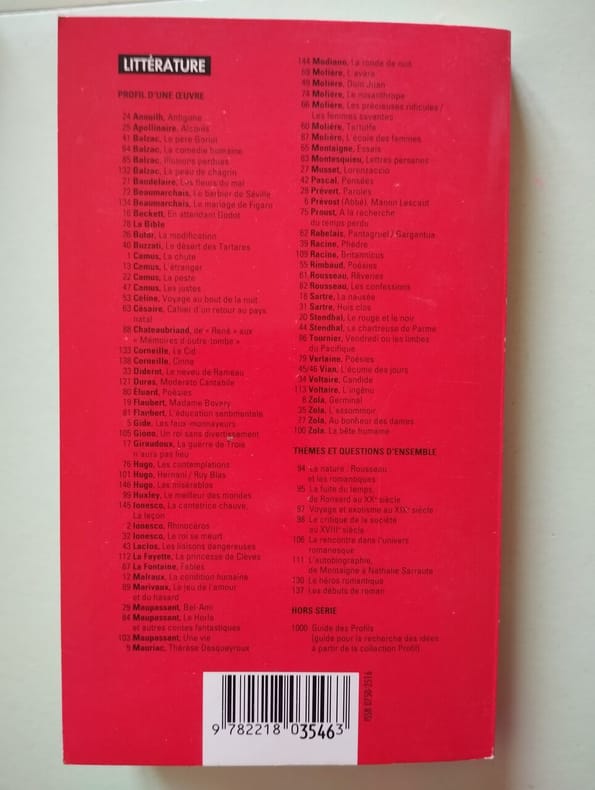 LITTÉRATURE
PROFIL D'UNE ŒUVRE
24 Anouilh, Antigone
25 Apollinaire, Alcools
41 Balzac, Le père Goriot
64 Balzac, La comédie humaine
85 Balzac, Illusions perdues
132 Balzac, La peau de chagrin
21 Baudelaire, Les fleurs du mal
72 Beaumarchais, Le barbier de Séville
134 Beaumarchais, Le mariage de Figaro
16 Beckett, En attendant Godot
78 La Bible
26 Butor, La modification
40 Buzzati, Le désert des Tartares
1 Camus, La chute
13 Camus, L'étranger
22 Camus, La peste
47 Camus, Les justes
53 Céline, Voyage au bout de la nuit
63 Césaire, Cahier d'un retour au pays
natal
88 Chateaubriand, de « René » aux
« Mémoires d'outre-tombe »
133 Corneille, Le Cid
138 Corneille, Cinna
33 Diderot, Le neveu de Rameau
121 Duras, Moderato Cantabile
80 Éluard, Poésies
19 Flaubert, Madame Bovary
81 Flaubert, L'éducation sentimentale
5 Gide, Les faux-monnayeurs
105 Giono, Un roi sans divertissement
17 Giraudoux, La guerre de Troie
n'aura pas lieu
76 Hugo, Les contemplations
101 Hugo, Hernani / Ruy Blas
146 Hugo, Les misérables
99 Huxley, Le meilleur des mondes
145 Ionesco, La cantatrice chauve,
La leçon
2 Ionesco, Rhinocéros
32 Ionesco, Le roi se meurt
43 Laclos, Les liaisons dangereuses
112 La Fayette, La princesse de Clèves
67 La Fontaine, Fables
12 Malraux, La condition humaine
89 Marivaux, Le jeu de l'amour
et du hasard
29 Maupassant, Bel-Ami
84 Maupassant, Le Horla
et autres contes fantastiques
103 Maupassant, Une vie
9 Mauriac, Thérèse Desqueyroux
144 Modiano, La ronde de nuit
69 Molière, L'avare
49 Molière, Dom Juan
74 Molière, Le misanthrope
66 Molière, Les précieuses ridicules /
Les femmes savantes
60 Molière, Tartuffe
87 Molière, L'école des femmes
65 Montaigne, Essais
83 Montesquieu, Lettres persanes
27 Musset, Lorenzaccio
42 Pascal, Pensées
28 Prévert, Paroles
6 Prévost (Abbé), Manon Lescaut
75 Proust, A la recherche
du temps perdu
62 Rabelais, Pantagruel / Gargantua
39 Racine, Phèdre
109 Racine, Britannicus
55 Rimbaud, Poésies
61 Rousseau, Rêveries
82 Rousseau, Les confessions
18 Sartre, La nausée
31 Sartre, Huis clos
20 Stendhal, Le rouge et le noir
44 Stendhal, La chartreuse de Parme
86 Tournier, Vendredi ou les limbes
du Pacifique
79 Verlaine, Poésies
45/46 Vian, L'écume des jours
34 Voltaire, Candide
113 Voltaire, L'ingénu
8 Zola, Germinal
35 Zola, L'assommoir
77 Zola, Au bonheur des dames
100 Zola, La bête humaine
THÈMES ET QUESTIONS D'ENSEMBLE
94 La nature : Rousseau
et les romantiques
95 La fuite du temps,
de Ronsard au XXe siècle
97 Voyage et exotisme au XIXe siècle
98 La critique de la société
au XVIIIe siècle
106 La rencontre dans l'univers
romanesque
111 L'autobiographie,
de Montaigne à Nathalie Sarraute
130 Le héros romantique
137 Les débuts de roman
HORS SÉRIE
1000 Guide des Profils
(guide pour la recherche des idées
à partir de la collection Profil)
ISSN 0750-2516
9 782218 035463